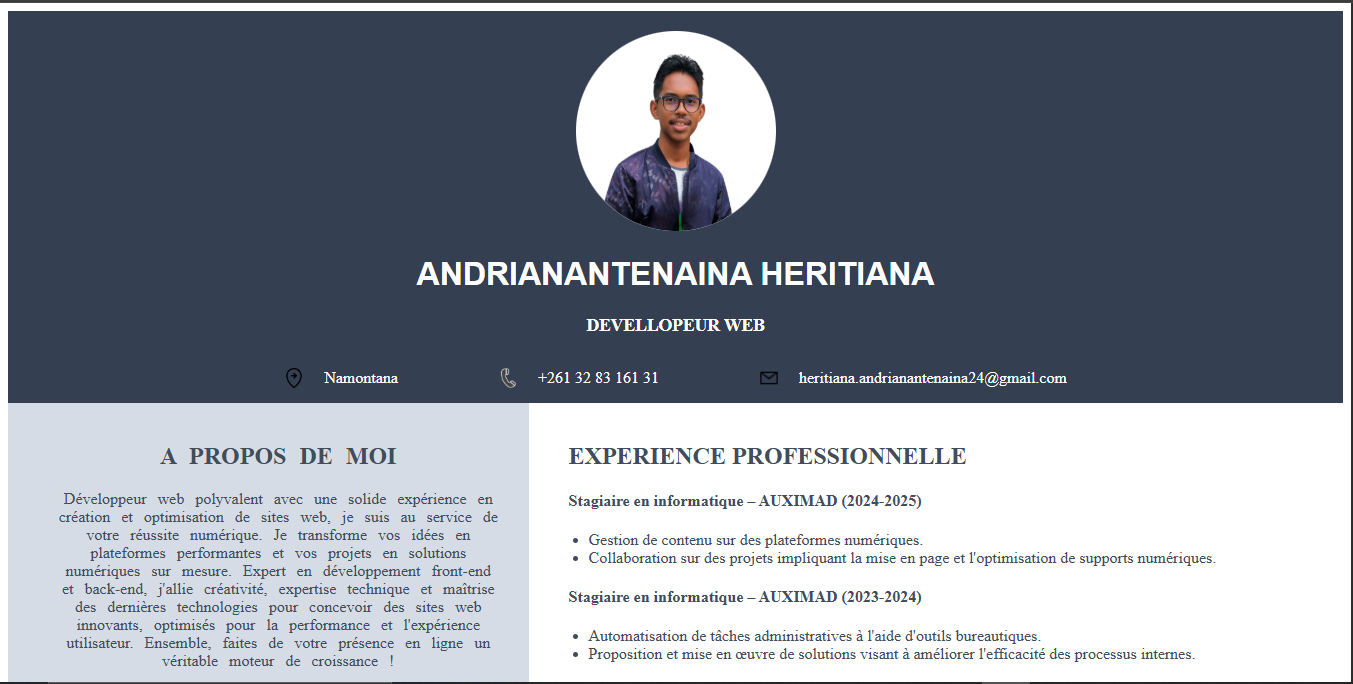 ANDRIANANTENAINA HERITIANA
DEVELLOPEUR WEB
Namontana
+261 32 83 161 31
heritiana.andrianantenaina24@gmail.com
A PROPOS DE MOI
Développeur web polyvalent avec une solide expérience en
création et optimisation de sites web, je suis au service de
votre réussite numérique. Je transforme vos idées en
plateformes performantes et vos projets en solutions
numériques sur mesure. Expert en développement front-end
et back-end, j'allie créativité, expertise technique et maîtrise
des dernières technologies pour concevoir des sites web
innovants, optimisés pour la performance et l'expérience
utilisateur. Ensemble, faites de votre présence en ligne un
véritable moteur de croissance !
EXPERIENCE PROFESSIONNELLE
Stagiaire en informatique – AUXIMAD (2024-2025)
• Gestion de contenu sur des plateformes numériques.
• Collaboration sur des projets impliquant la mise en page et l'optimisation de supports numériques.
Stagiaire en informatique – AUXIMAD (2023-2024)
• Automatisation de tâches administratives à l'aide d'outils bureautiques.
• Proposition et mise en œuvre de solutions visant à améliorer l'efficacité des processus internes.